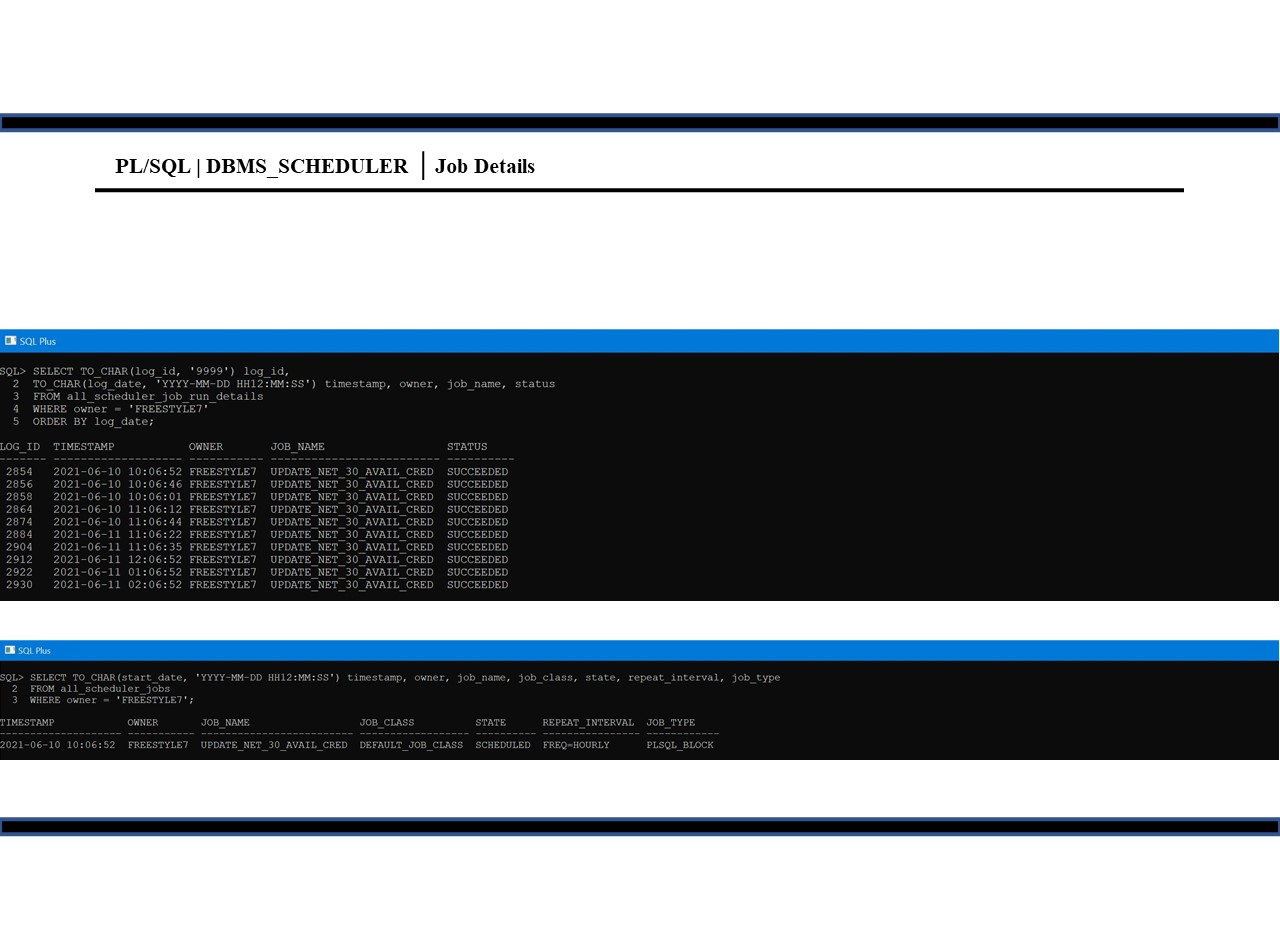 PL/SQL | DBMS_SCHEDULER | Job Details
SQL Plus
SQL> SELECT TO_CHAR(log_id, '9999') log_id,
2 TO_CHAR(log_date, 'YYYY-MM-DD HH12:MM:SS') timestamp, owner, job_name, status
3 FROM all_scheduler_job_run_details
4 WHERE owner = 'FREESTYLE7'
5 ORDER BY log_date;
LOG_ID TIMESTAMP OWNER JOB_NAME STATUS
------- ------------------- ----------- ------------------------- ----------
2854 2021-06-10 10:06:52 FREESTYLE7 UPDATE_NET_30_AVAIL_CRED SUCCEEDED
2856 2021-06-10 10:06:46 FREESTYLE7 UPDATE_NET_30_AVAIL_CRED SUCCEEDED
2858 2021-06-10 10:06:01 FREESTYLE7 UPDATE_NET_30_AVAIL_CRED SUCCEEDED
2864 2021-06-10 11:06:12 FREESTYLE7 UPDATE_NET_30_AVAIL_CRED SUCCEEDED
2874 2021-06-10 11:06:44 FREESTYLE7 UPDATE_NET_30_AVAIL_CRED SUCCEEDED
2884 2021-06-11 11:06:22 FREESTYLE7 UPDATE_NET_30_AVAIL_CRED SUCCEEDED
2904 2021-06-11 11:06:35 FREESTYLE7 UPDATE_NET_30_AVAIL_CRED SUCCEEDED
2912 2021-06-11 12:06:52 FREESTYLE7 UPDATE_NET_30_AVAIL_CRED SUCCEEDED
2922 2021-06-11 01:06:52 FREESTYLE7 UPDATE_NET_30_AVAIL_CRED SUCCEEDED
2930 2021-06-11 02:06:52 FREESTYLE7 UPDATE_NET_30_AVAIL_CRED SUCCEEDED
SQL Plus
SQL> SELECT TO_CHAR(start_date, 'YYYY-MM-DD HH12:MM:SS') timestamp, owner, job_name, job_class, state, repeat_interval, job_type
2 FROM all_scheduler_jobs
3 WHERE owner = 'FREESTYLE7';
TIMESTAMP OWNER JOB_NAME JOB_CLASS STATE REPEAT_INTERVAL JOB_TYPE
-------------------- ----------- ------------------------- ------------------ ---------- ---------------- ------------
2021-06-10 10:06:52 FREESTYLE7 UPDATE_NET_30_AVAIL_CRED DEFAULT_JOB_CLASS SCHEDULED FREQ=HOURLY PLSQL_BLOCK